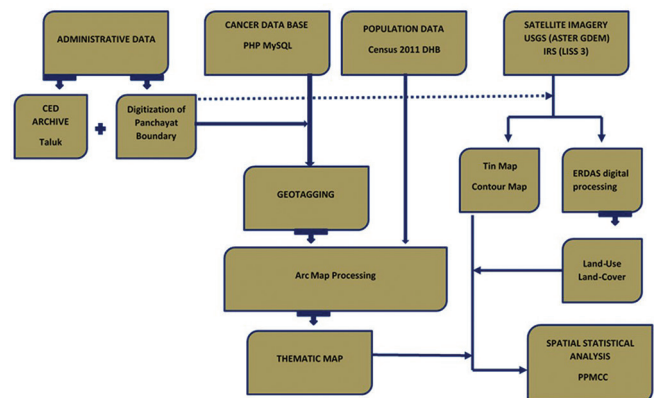 ADMINISTRATIVE DATA
CANCER DATA BASE
PHP MySQL
POPULATION DATA
Census 2011 DHB
SATELLITE IMAGERY
USGS (ASTER GDEM)
IRS (LISS 3)
CED
ARCHIVE
Taluk
Digitization of
Panchayat
Boundary
Tin Map
Contour Map
ERDAS digital
processing
GEOTAGGING
Arc Map Processing
Land-Use
Land-Cover
THEMATIC MAP
SPATIAL STATISTICAL
ANALYSIS
PPMCC